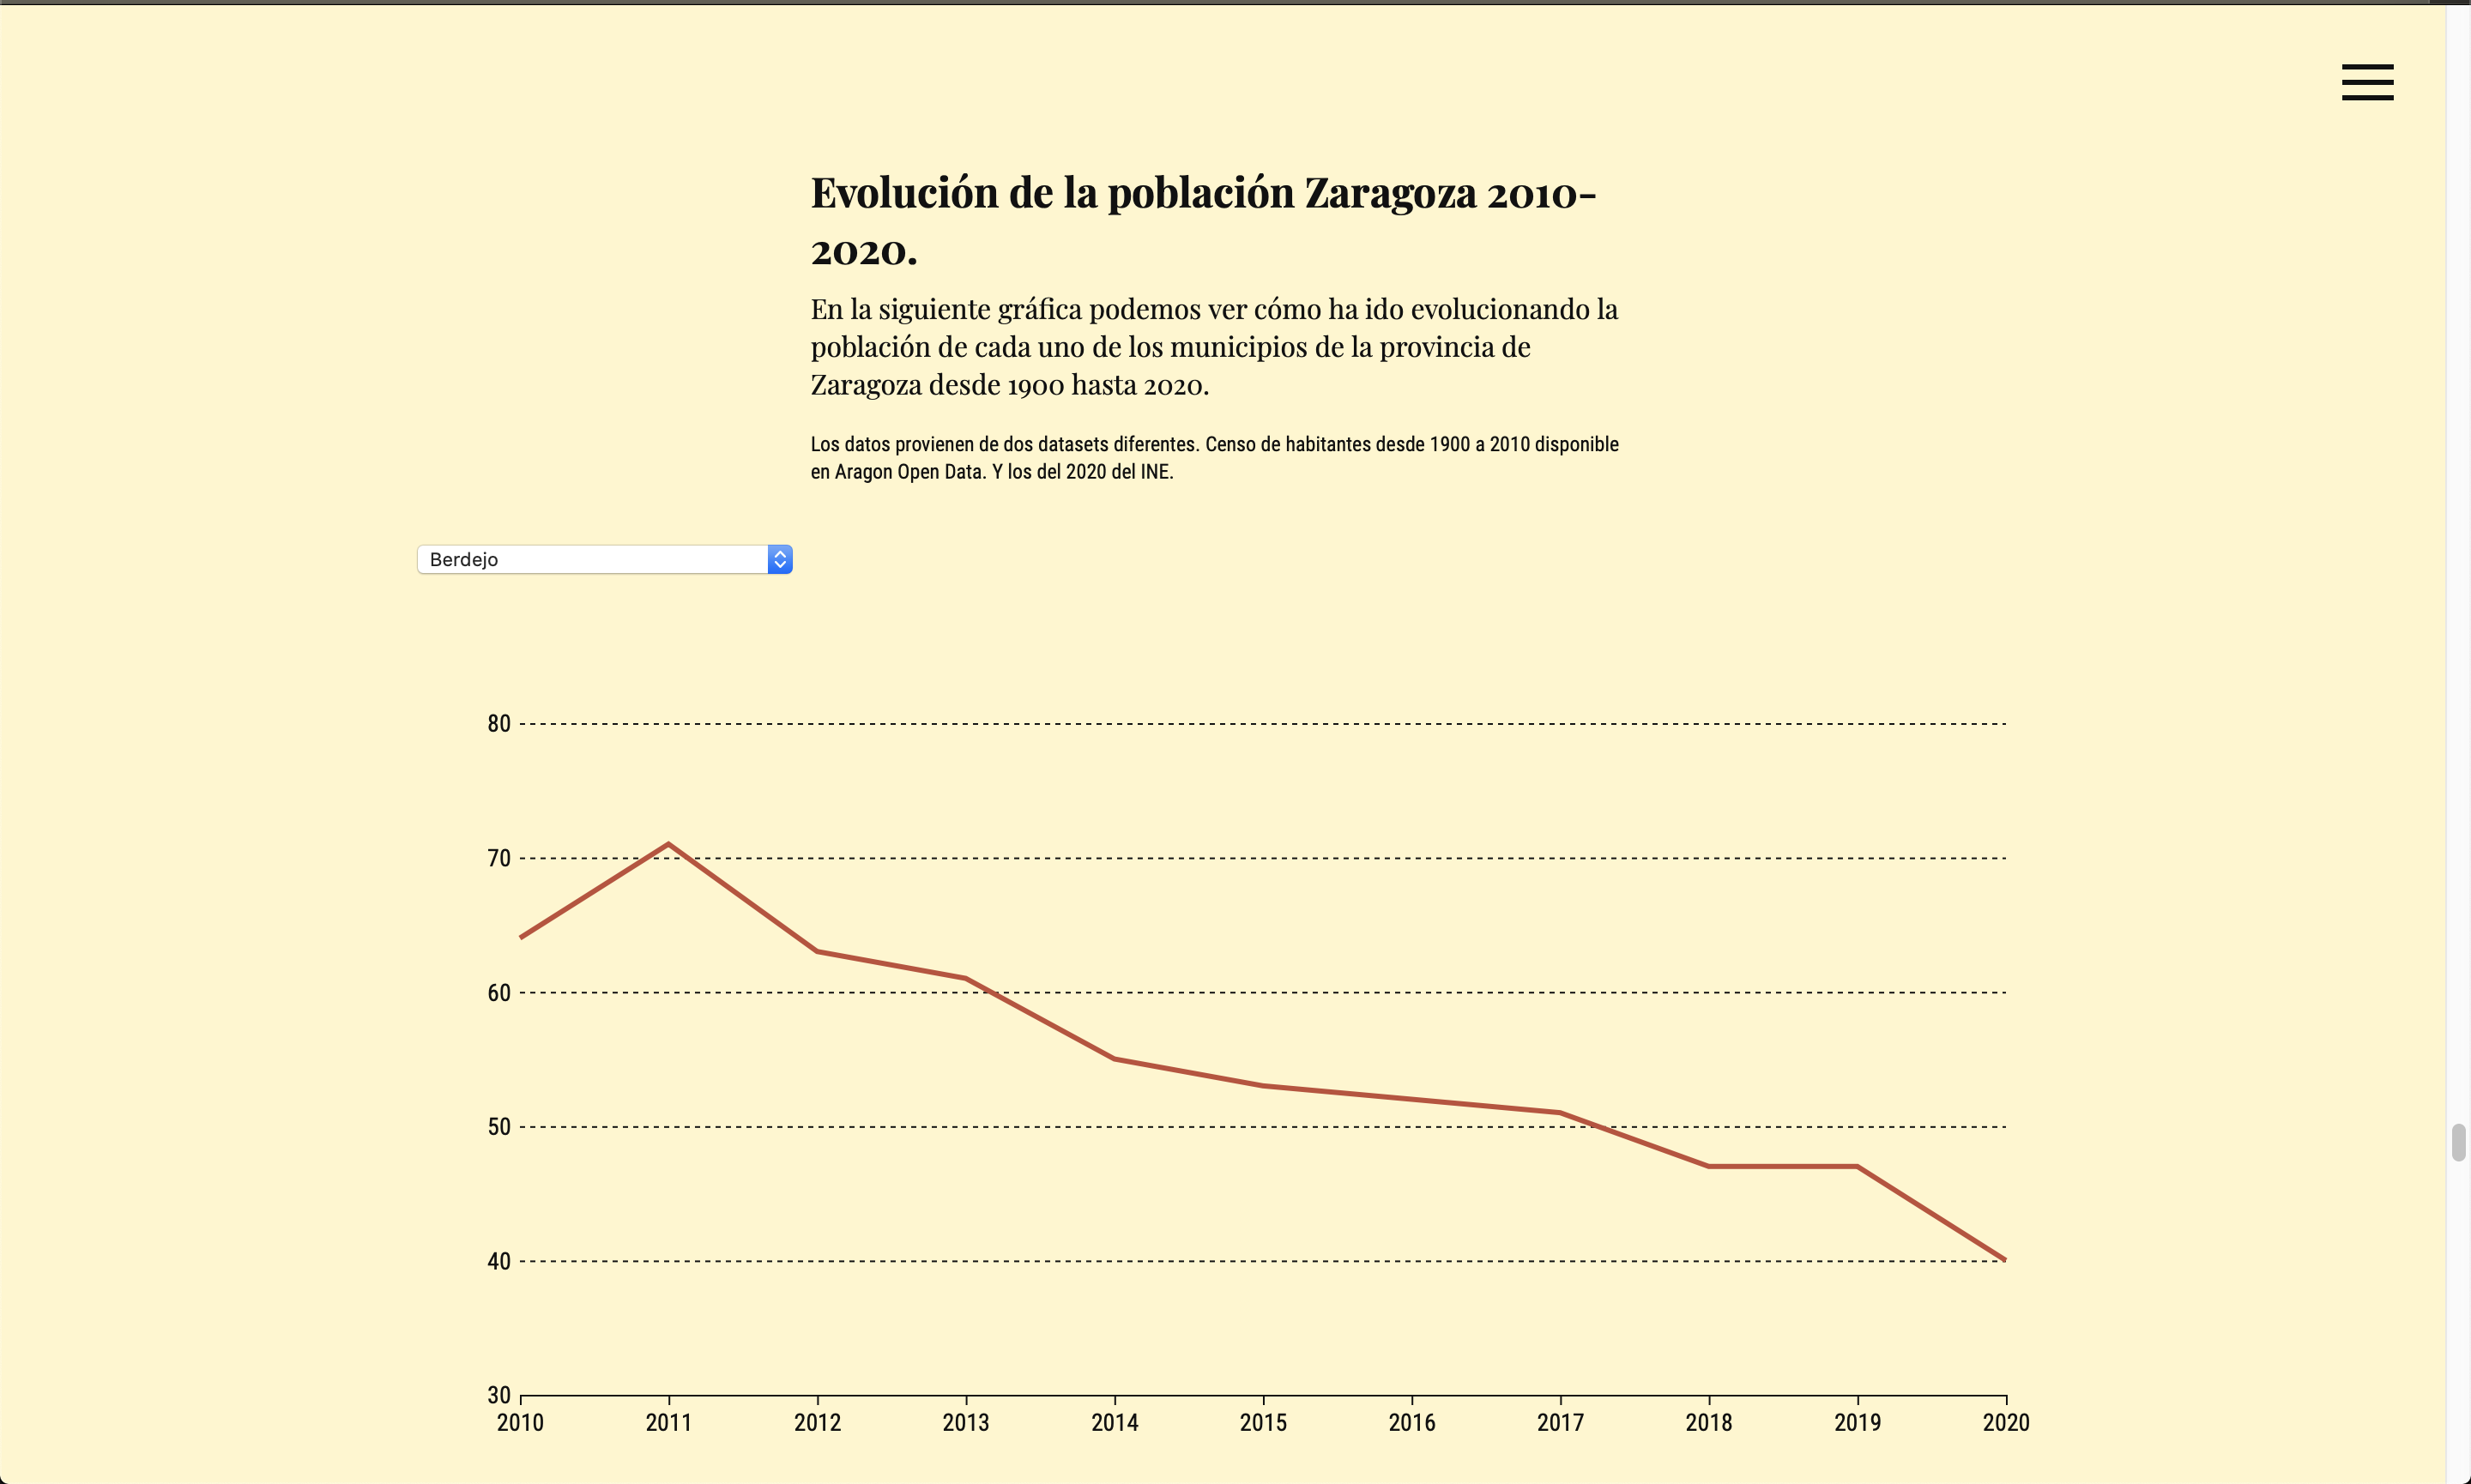 Evolución de la población Zaragoza 2010-
2020.
En la siguiente gráfica podemos ver cómo ha ido evolucionando la
población de cada uno de los municipios de la provincia de
Zaragoza desde 1900 hasta 2020.
Los datos provienen de dos datasets diferentes. Censo de habitantes desde 1900 a 2010 disponible
en Aragon Open Data. Y los del 2020 del INE.
Berdejo
80
70
60
50
40
30
2010 2011 2012 2013 2014 2015 2016 2017 2018 2019 2020